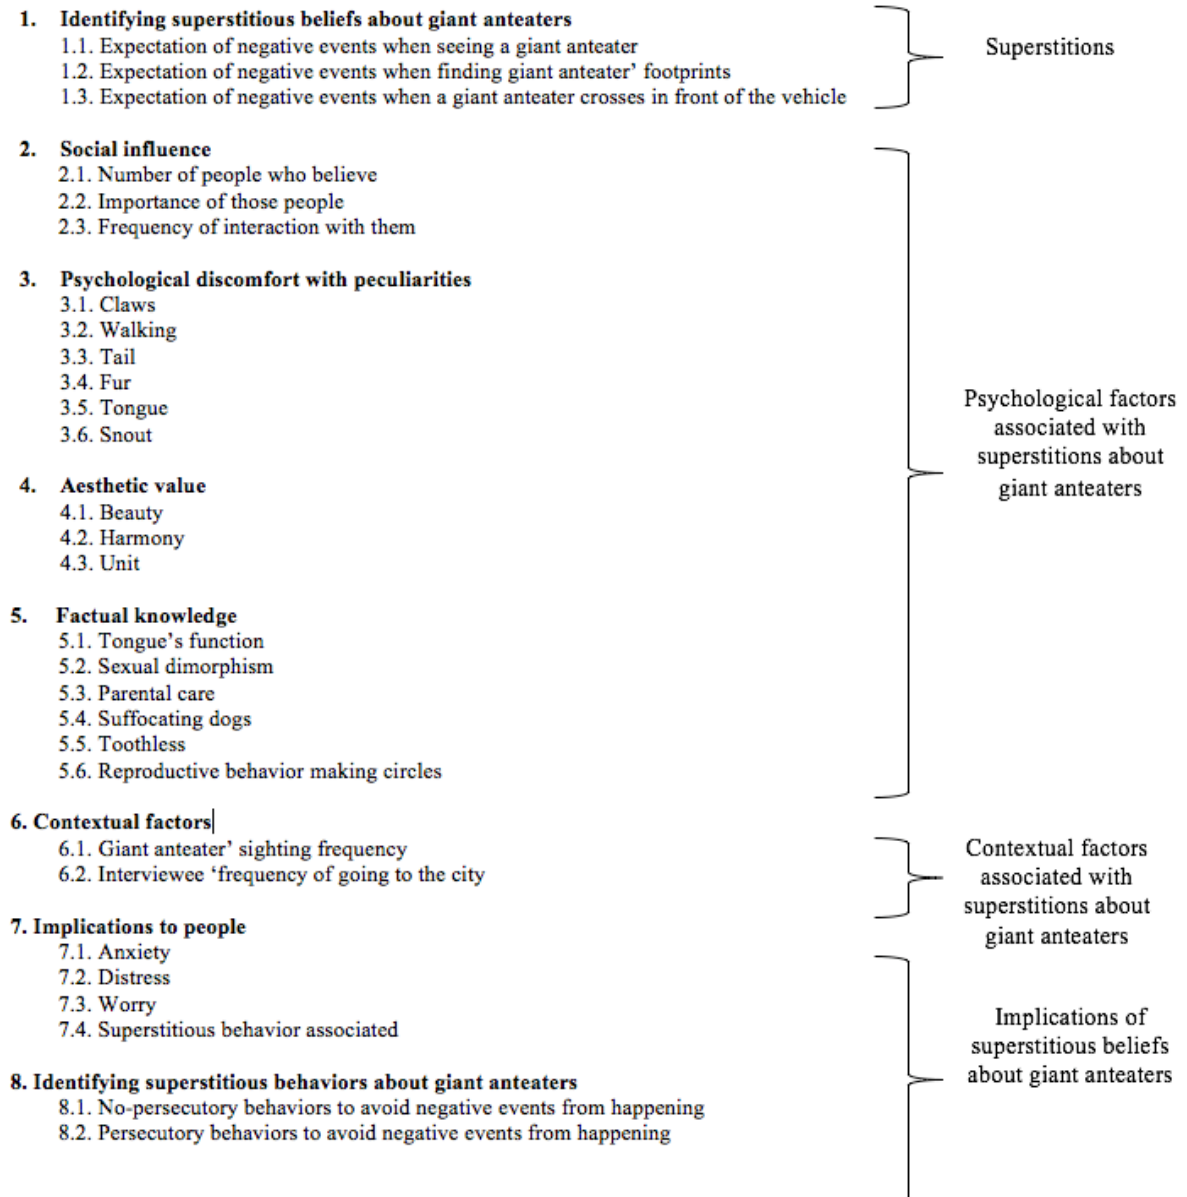 1. Identifying superstitious beliefs about giant anteaters
1.1. Expectation of negative events when seeing a giant anteater
1.2. Expectation of negative events when finding giant anteater’ footprints
1.3. Expectation of negative events when a giant anteater crosses in front of the vehicle
Superstitions
2. Social influence
2.1. Number of people who believe
2.2. Importance of those people
2.3. Frequency of interaction with them
3. Psychological discomfort with peculiarities
3.1. Claws
3.2. Walking
3.3. Tail
3.4. Fur
3.5. Tongue
3.6. Snout
4. Aesthetic value
4.1. Beauty
4.2. Harmony
4.3. Unit
5. Factual knowledge
5.1. Tongue’s function
5.2. Sexual dimorphism
5.3. Parental care
5.4. Suffocating dogs
5.5. Toothless
5.6. Reproductive behavior making circles
Psychological factors
associated with
superstitions about
giant anteaters
6. Contextual factors
6.1. Giant anteater’ sighting frequency
6.2. Interviewee ‘frequency of going to the city
Contextual factors
associated with
superstitions about
giant anteaters
7. Implications to people
7.1. Anxiety
7.2. Distress
7.3. Worry
7.4. Superstitious behavior associated
8. Identifying superstitious behaviors about giant anteaters
8.1. No-persecutory behaviors to avoid negative events from happening
8.2. Persecutory behaviors to avoid negative events from happening
Implications of
superstitious beliefs
about giant anteaters